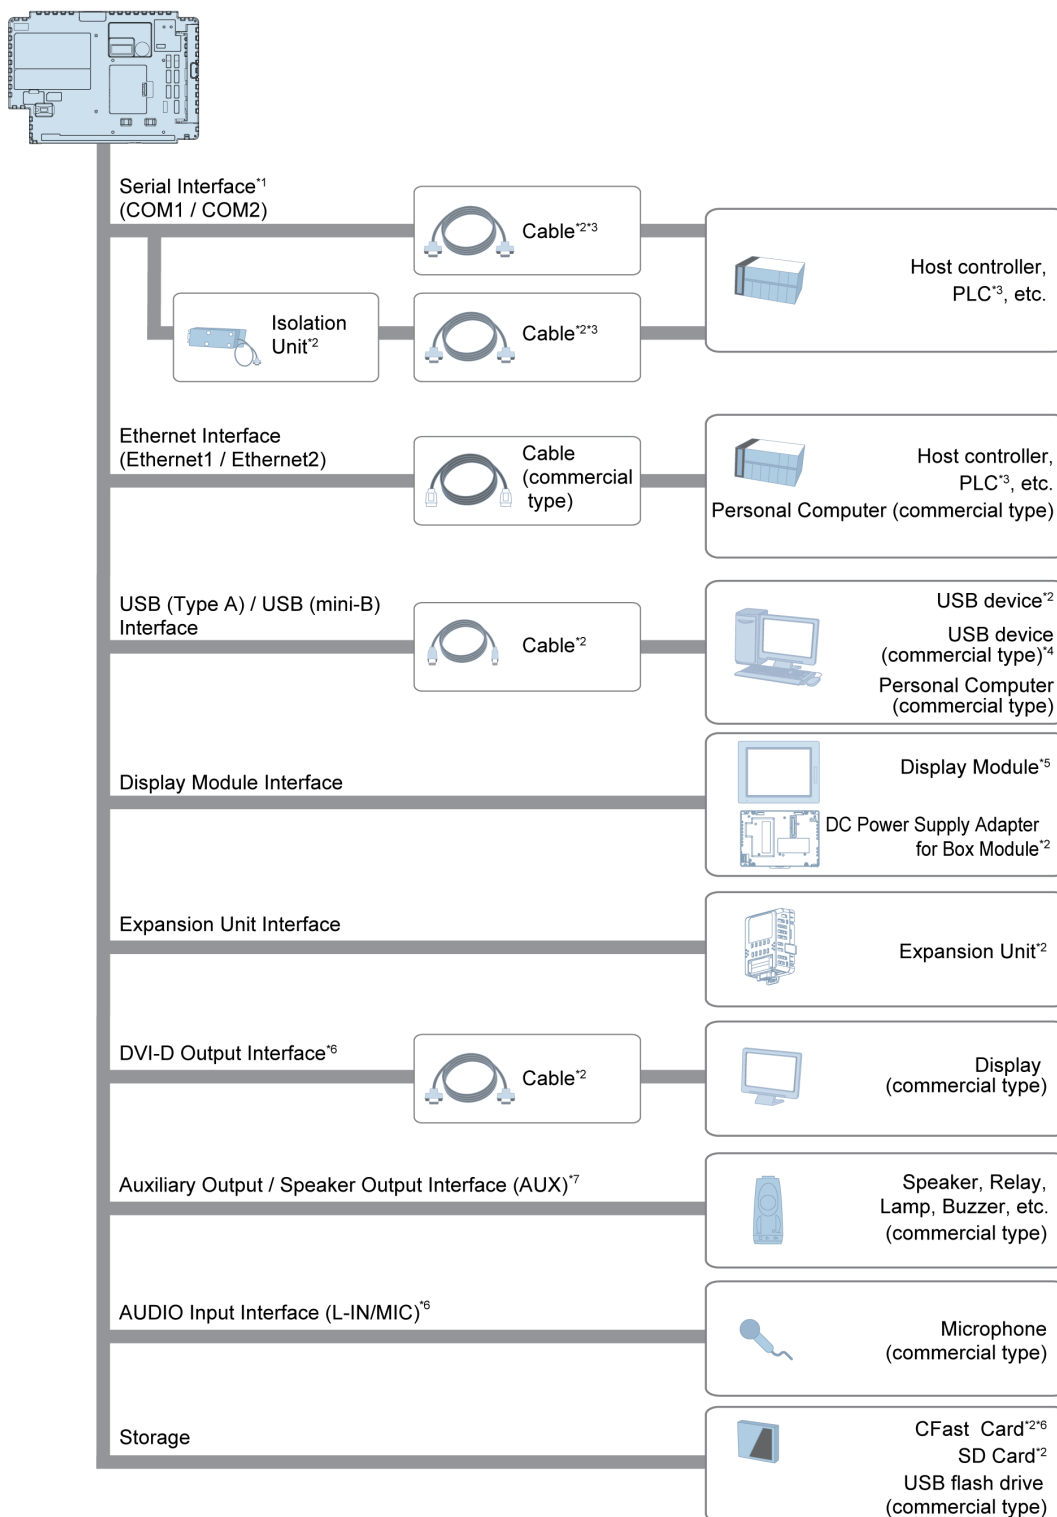 Serial Interface*1
(COM1 / COM2)
Cable*2*3
Host controller,
PLC*3, etc.
Isolation
Unit*2
Cable*2*3
Ethernet Interface
(Ethernet1 / Ethernet2)
Cable
(commercial
type)
Host controller,
PLC*3, etc.
Personal Computer (commercial type)
USB (Type A) / USB (mini-B)
Interface
Cable*2
USB device*2
USB device
(commercial type)*4
Personal Computer
(commercial type)
Display Module Interface
Display Module*5
DC Power Supply Adapter
for Box Module*2
Expansion Unit Interface
Expansion Unit*2
DVI-D Output Interface*6
Cable*2
Display
(commercial type)
Auxiliary Output / Speaker Output Interface (AUX)*7
Speaker, Relay,
Lamp, Buzzer, etc.
(commercial type)
AUDIO Input Interface (L-IN/MIC)*6
Microphone
(commercial type)
Storage
CFast Card*2*6
SD Card*2
USB flash drive
(commercial type)